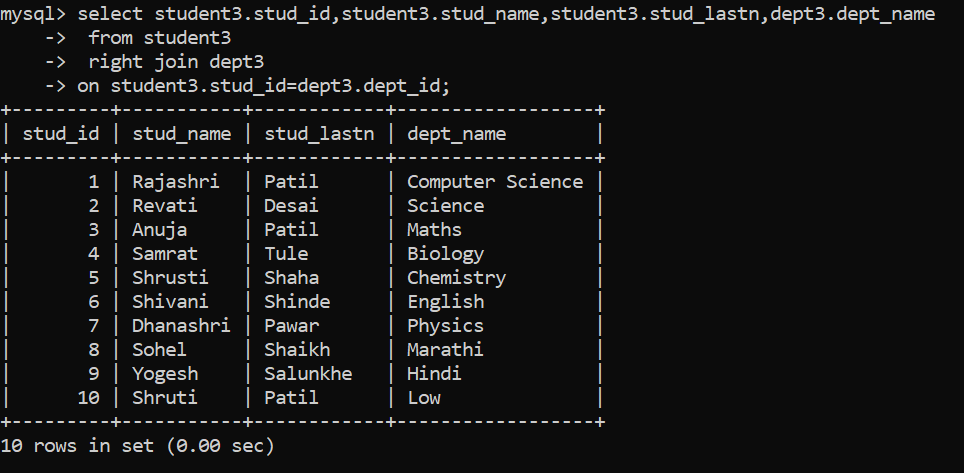 mysql> select student3.stud_id,student3.stud_name,student3.stud_lastn,dept3.dept_name
    ->  from student3
    ->  right join dept3
    -> on student3.stud_id=dept3.dept_id;
+---------+-----------+------------+------------------+
| stud_id | stud_name | stud_lastn | dept_name        |
+---------+-----------+------------+------------------+
|       1 | Rajashri  | Patil      | Computer Science |
|       2 | Revati    | Desai      | Science          |
|       3 | Anuja     | Patil      | Maths            |
|       4 | Samrat    | Tule       | Biology          |
|       5 | Shrusti   | Shaha      | Chemistry        |
|       6 | Shivani   | Shinde     | English          |
|       7 | Dhanashri | Pawar      | Physics          |
|       8 | Sohel     | Shaikh     | Marathi          |
|       9 | Yogesh    | Salunkhe   | Hindi            |
|      10 | Shruti    | Patil      | Low              |
+---------+-----------+------------+------------------+
10 rows in set (0.00 sec)